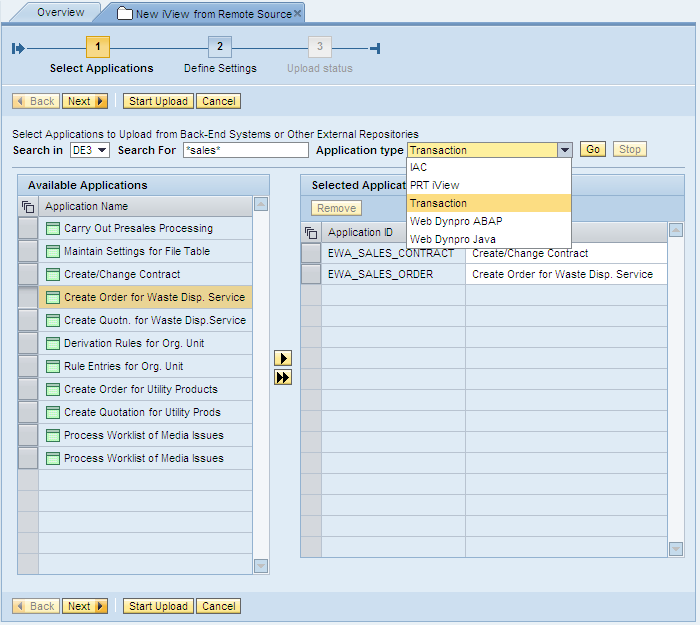 Overview
New iView from Remote Source
1
2
3
Select Applications
Define Settings
Upload status
Back
Next
Start Upload
Cancel
Select Applications to Upload from Back-End Systems or Other External Repositories
Search in DE3 Search For *sales* Application type Transaction Go Stop
IAC
PRT iView
Transaction
Web Dynpro ABAP
Web Dynpro Java
Available Applications
Application Name
Carry Out Presales Processing
Maintain Settings for File Table
Create/Change Contract
Create Order for Waste Disp. Service
Create Quotn. for Waste Disp.Service
Derivation Rules for Org. Unit
Rule Entries for Org. Unit
Create Order for Utility Products
Create Quotation for Utility Prods
Process Worklist of Media Issues
Process Worklist of Media Issues
Selected Applicat
Remove
Application ID
EWA_SALES_CONTRACT Create/Change Contract
EWA_SALES_ORDER Create Order for Waste Disp. Service
Back
Next
Start Upload
Cancel